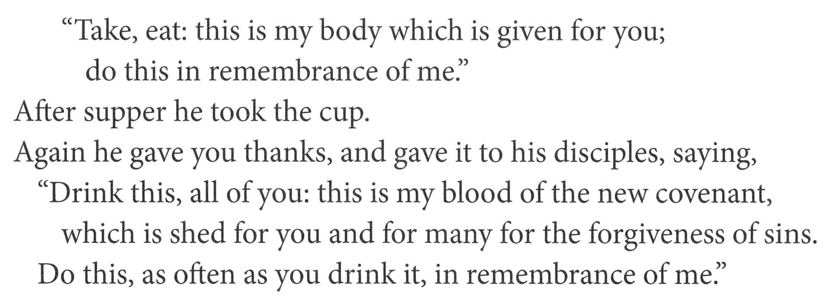 “Take, eat: this is my body which is given for you;
do this in remembrance of me.”
After supper he took the cup.
Again he gave you thanks, and gave it to his disciples, saying,
“Drink this, all of you: this is my blood of the new covenant,
which is shed for you and for many for the forgiveness of sins.
Do this, as often as you drink it, in remembrance of me.”